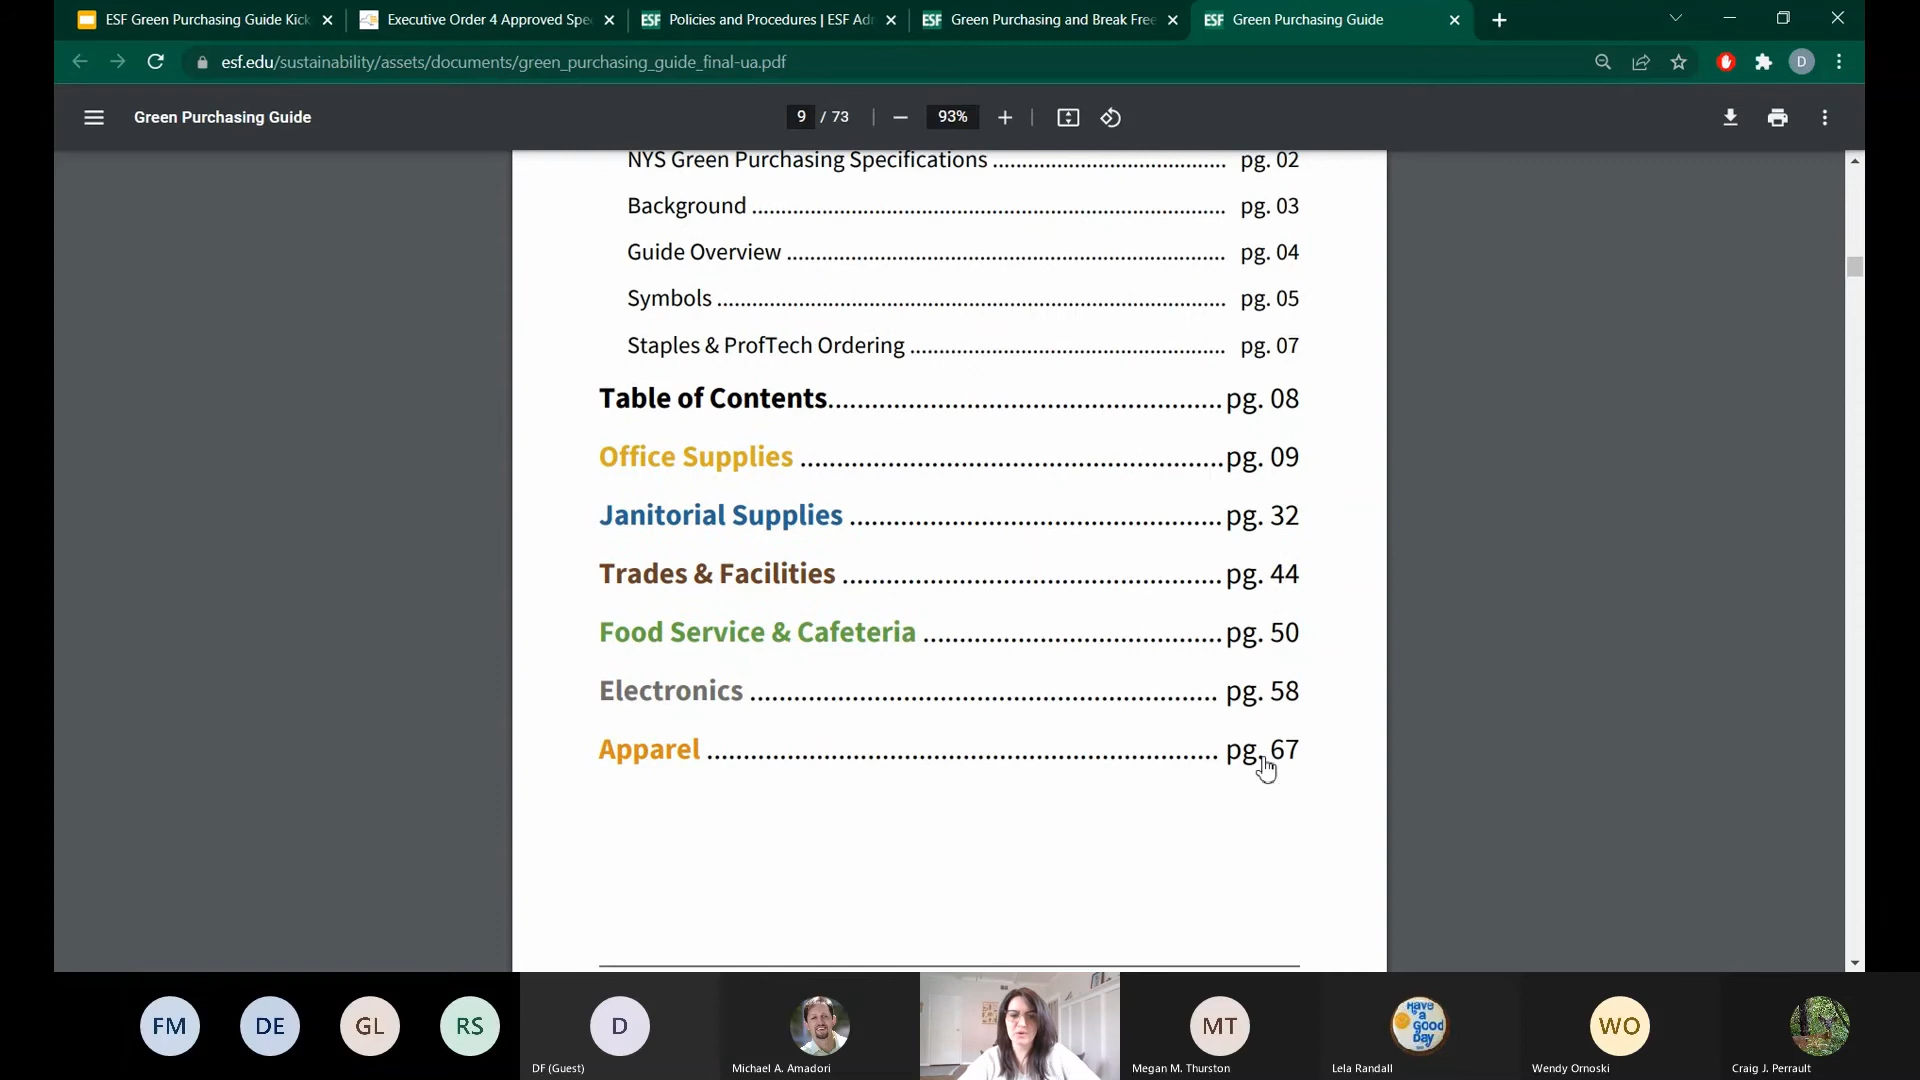 ESF Green Purchasing Guide Kick
Executive Order 4 Approved Spe
ESF Policies and Procedures | ESF Adm
ESF Green Purchasing and Break Free
ESF Green Purchasing Guide
esf.edu/sustainability/assets/documents/green_purchasing_guide_final-ua.pdf
D
Green Purchasing Guide
9 / 73
93%
NYS Green Purchasing Specifications ........ pg. 02
Background ........ pg. 03
Guide Overview ........ pg. 04
Symbols ........ pg. 05
Staples & ProfTech Ordering ........ pg. 07
Table of Contents........ pg. 08
Office Supplies ........ pg. 09
Janitorial Supplies ........ pg. 32
Trades & Facilities ........ pg. 44
Food Service & Cafeteria ........ pg. 50
Electronics ........ pg. 58
Apparel ........ pg. 67
FM
DE
GL
RS
D
DF (Guest)
Michael A. Amadori
MT
Megan M. Thurston
Have
a
good
Day
Lela Randall
WO
Wendy Ornoski
Craig J. Perrault